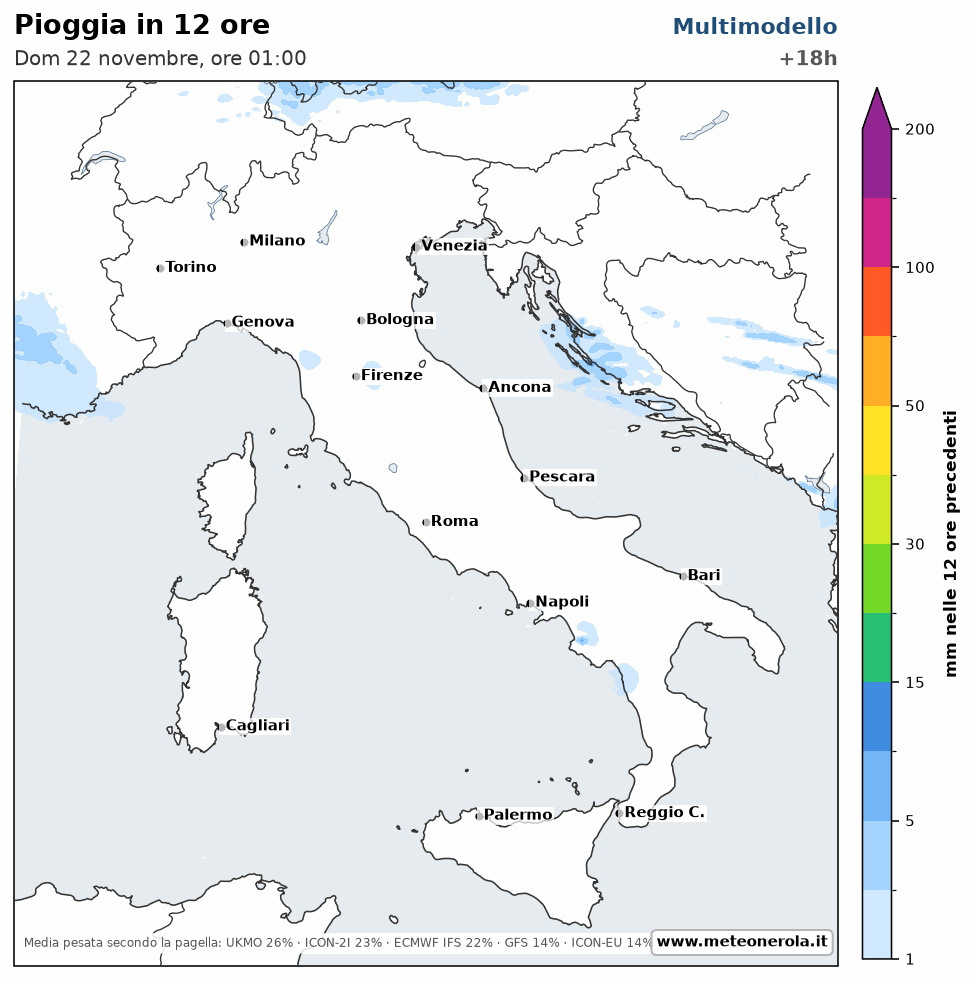 Pioggia in 12 ore
Multimodello
Dom 22 novembre, ore 01:00
+18h
200
100
50
30
15
5
1
mm nelle 12 ore precedenti
Milano
Venezia
Torino
Genova
Bologna
Firenze
Ancona
Pescara
Roma
Bari
Napoli
Cagliari
Palermo
Reggio C.
Media pesata secondo la pagella: UKMO 26% · ICON-2I 23% · ECMWF IFS 22% · GFS 14% · ICON-EU 14%
www.meteonerola.it